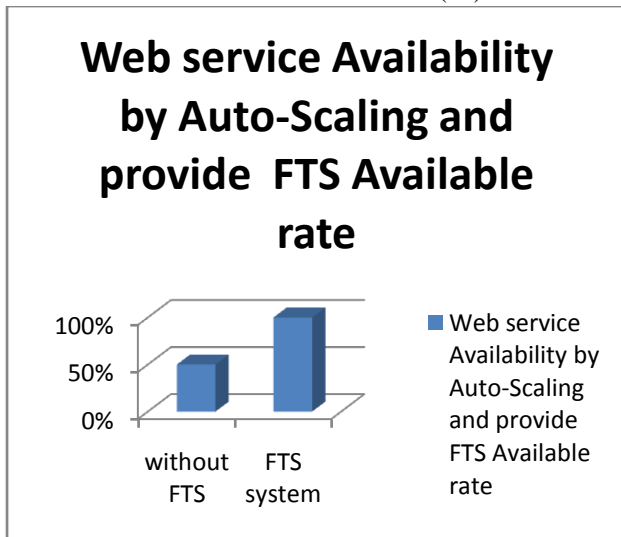 Web service Availability
by Auto-Scaling and
provide FTS Available
rate
100%
50%
0%
without
FTS
FTS
system
Web service
Availability by
Auto-Scaling
and provide
FTS Available
rate